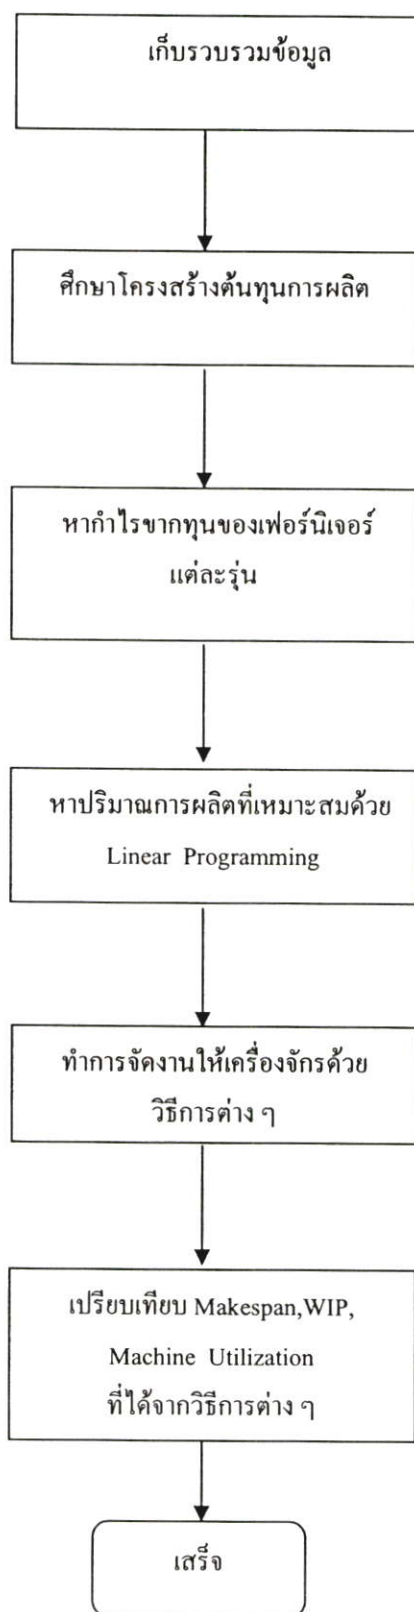 เก็บรวบรวมข้อมูล
ศึกษาโครงสร้างต้นทุนการผลิต
หากำไรขาดทุนของเฟอร์นิเจอร์
แต่ละรุ่น
หาปริมาณการผลิตที่เหมาะสมด้วย
Linear Programming
ทำการจัดงานให้เครื่องจักรด้วย
วิธีการต่าง ๆ
เปรียบเทียบ Makespan,WIP,
Machine Utilization
ที่ได้จากวิธีการต่าง ๆ
เสร็จ